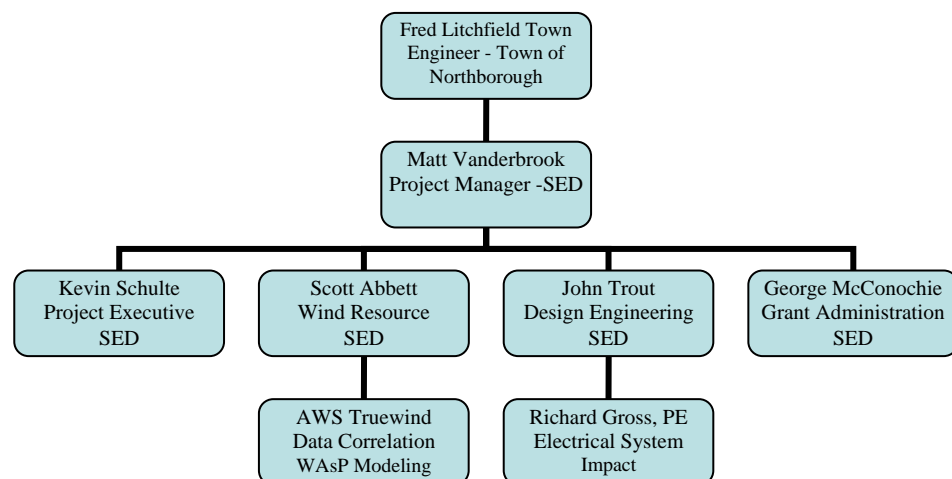 Fred Litchfield Town
Engineer - Town of
Northborough
Matt Vanderbrook
Project Manager -SED
Kevin Schulte
Project Executive
SED
Scott Abbett
Wind Resource
SED
John Trout
Design Engineering
SED
George McConochie
Grant Administration
SED
AWS Truewind
Data Correlation
WAsP Modeling
Richard Gross, PE
Electrical System
Impact